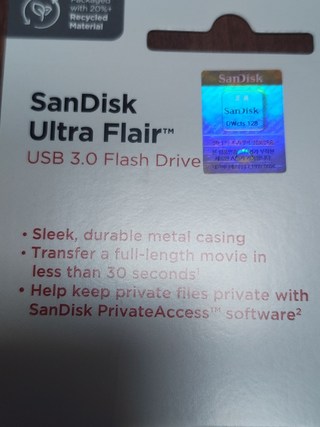 with 20%+
Recycled
Material
SanDisk
SanDisk
SanDisk
Ultra Flair™
USB 3.0 Flash Drive
• Sleek, durable metal casing
• Transfer a full-length movie in
less than 30 seconds¹
• Help keep private files private with
SanDisk PrivateAccess™ software²